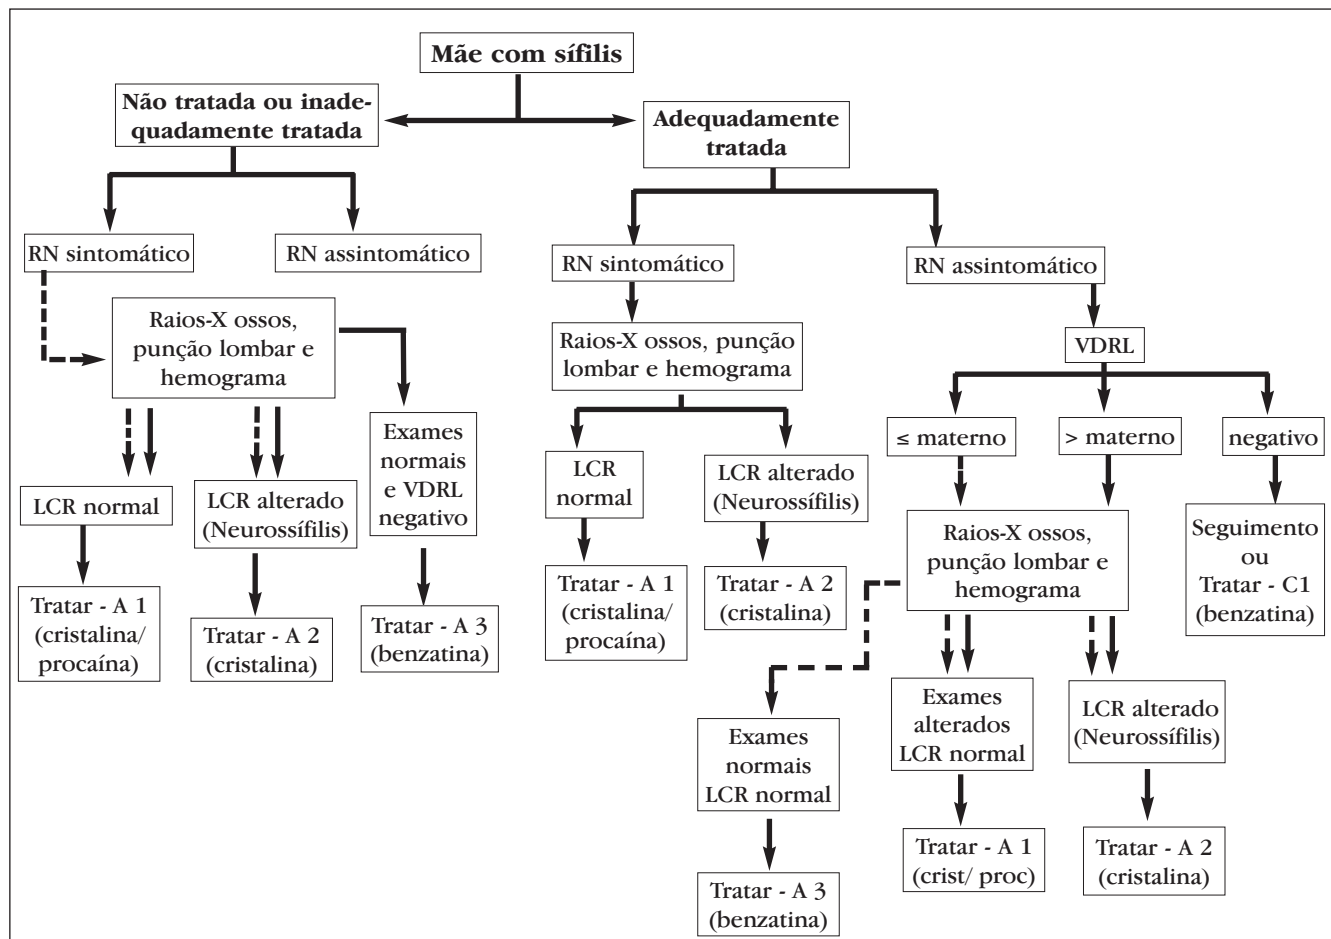 Mãe com sífilis
Não tratada ou inade-
quadamente tratada
Adequadamente
tratada
RN sintomático
RN assintomático
RN sintomático
RN assintomático
Raios-X ossos,
punção lombar e
hemograma
Raios-X ossos, punção
lombar e hemograma
VDRL
≤ materno
> materno
negativo
Exames
normais
e VDRL
negativo
LCR normal
LCR alterado
(Neurossífilis)
LCR
normal
LCR alterado
(Neurossífilis)
Raios-X ossos,
punção lombar e
hemograma
Seguimento
ou
Tratar - C1
(benzatina)
Tratar - A 1
(cristalina/
procaína)
Tratar - A 2
(cristalina)
Tratar - A 3
(benzatina)
Tratar - A 1
(cristalina/
procaína)
Tratar - A 2
(cristalina)
Exames
normais
LCR normal
Exames
alterados
LCR normal
LCR alterado
(Neurossífilis)
Tratar - A 3
(benzatina)
Tratar - A 1
(crist/ proc)
Tratar - A 2
(cristalina)